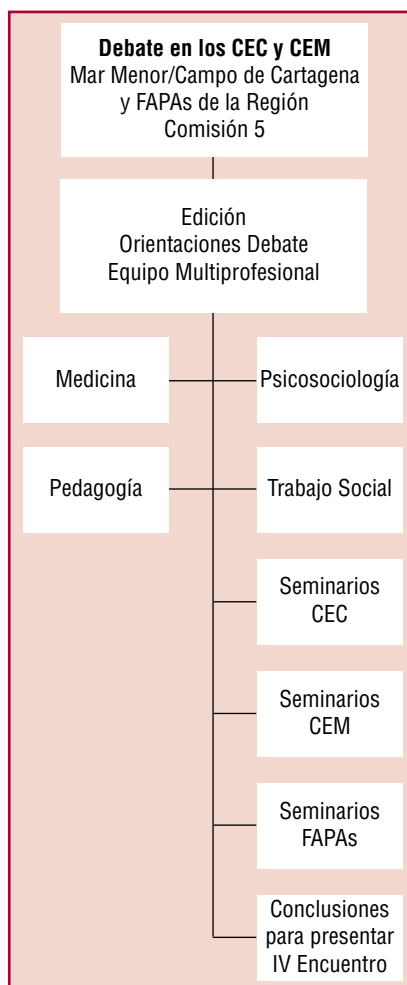 Debate en los CEC y CEM
Mar Menor/Campo de Cartagena
y FAPAs de la Región
Comisión 5
Edición
Orientaciones Debate
Equipo Multiprofesional
Medicina
Psicosociología
Pedagogía
Trabajo Social
Seminarios
CEC
Seminarios
CEM
Seminarios
FAPAs
Conclusiones
para presentar
IV Encuentro